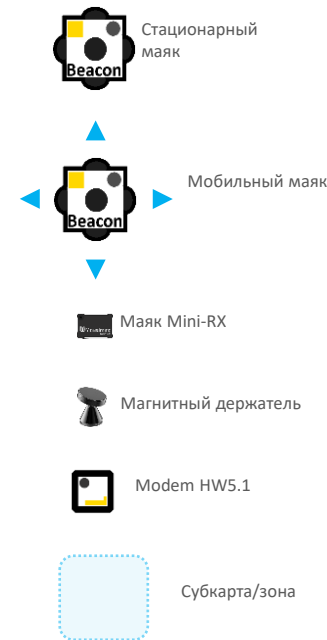 Стационарный
маяк
Beacon
Мобильный маяк
Beacon
Маяк Mini-RX
Магнитный держатель
Modem HW5.1
Субкарта/зона